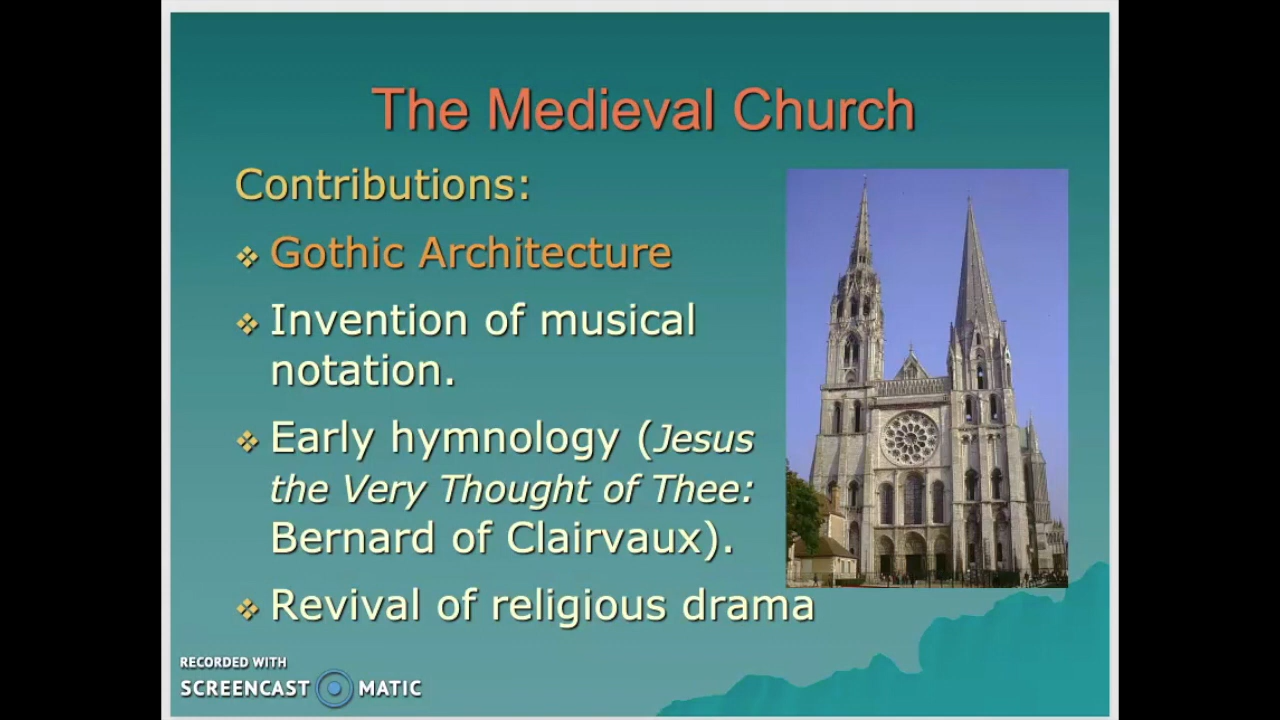 The Medieval Church
Contributions:
Gothic Architecture
Invention of musical
notation.
Early hymnology (Jesus
the Very Thought of Thee:
Bernard of Clairvaux).
Revival of religious drama
RECORDED WITH
SCREENCAST MATIC